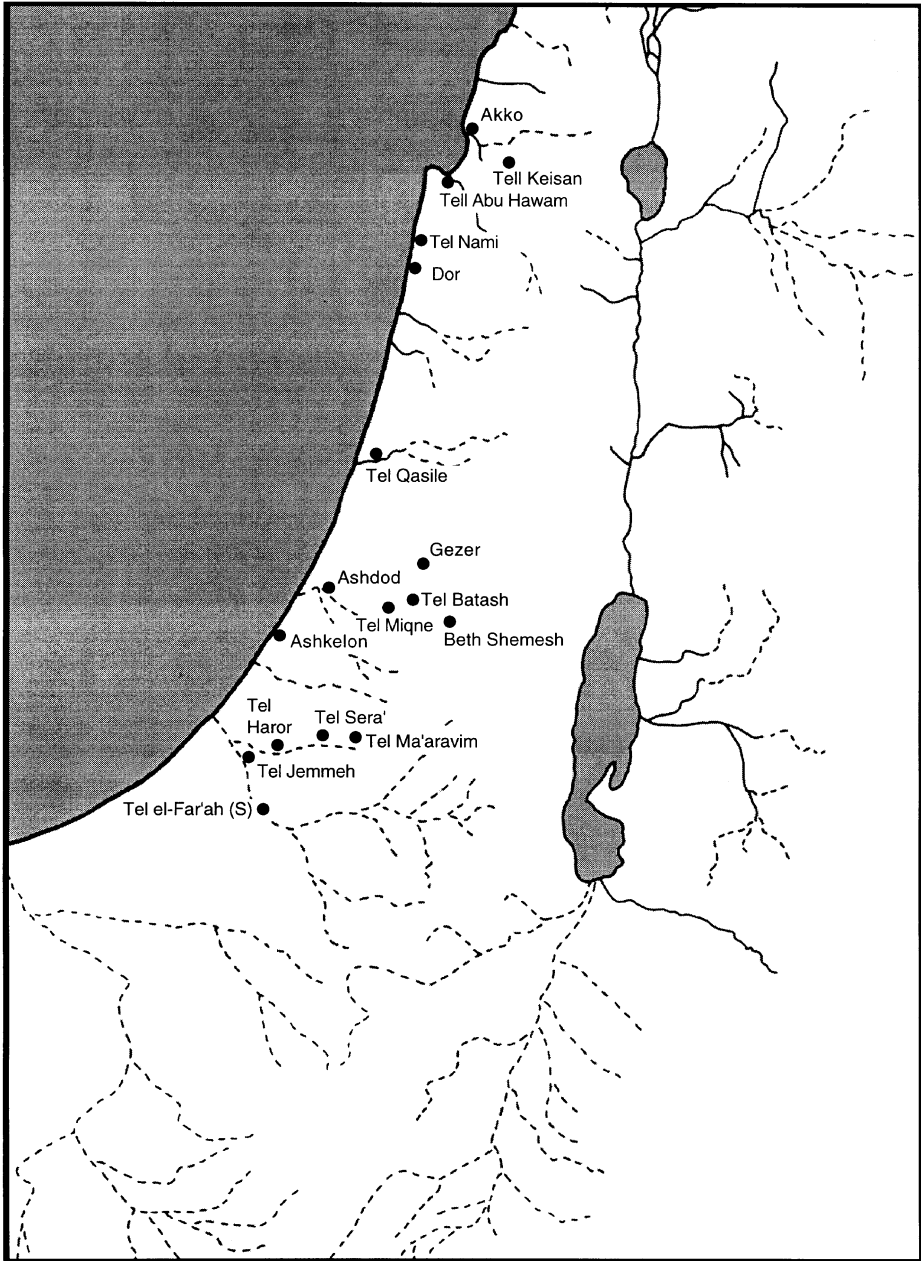 Akko
Tell Keisan
Tell Abu Hawam
Tel Nami
Dor
Tel Qasile
Gezer
Ashdod
Tel Batash
Tel Miqne
Beth Shemesh
Ashkelon
Tel
Haror
Tel Sera'
Tel Ma'aravim
Tel Jemmeh
Tel el-Far'ah (S)